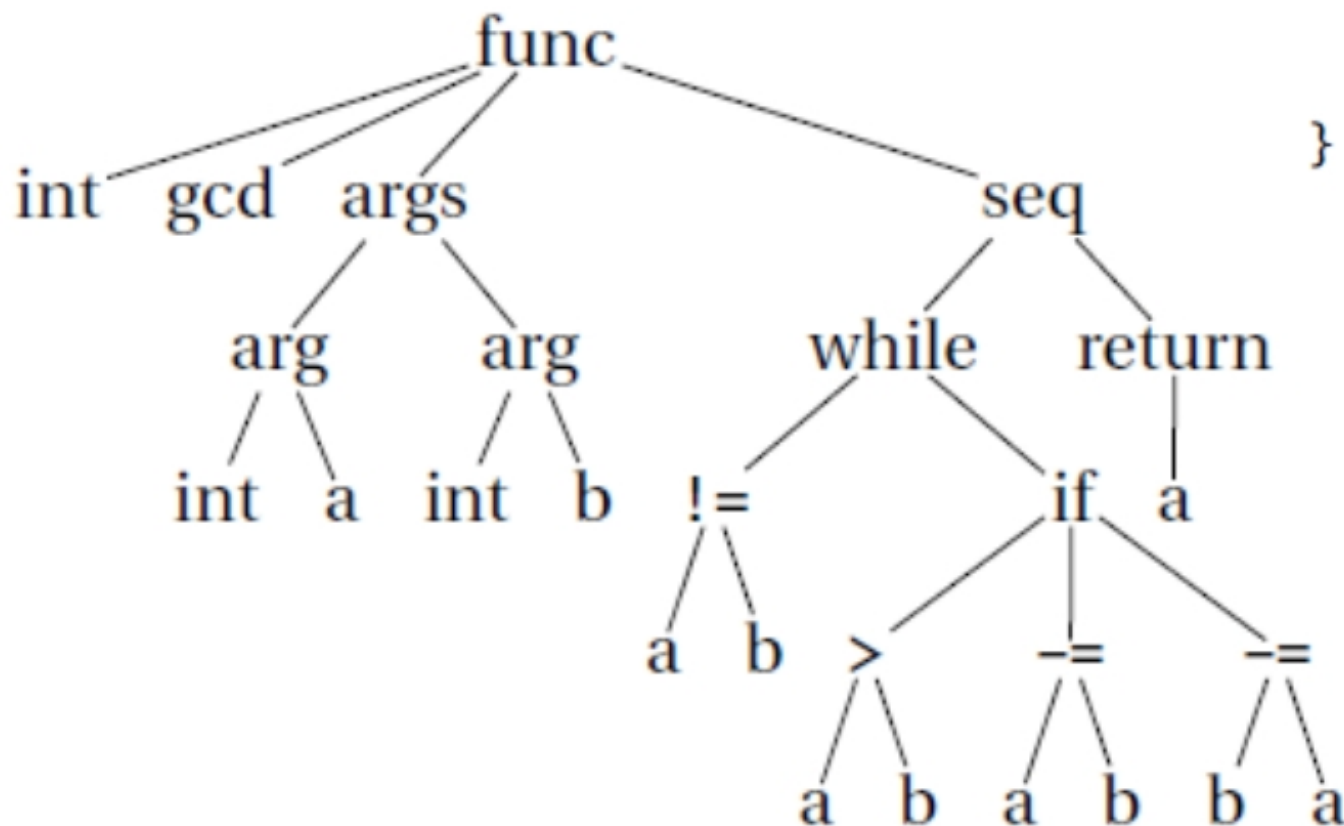 func
}
int gcd args seq
arg arg while return
int a int b != if a
a b > -= -=
a b a b b a